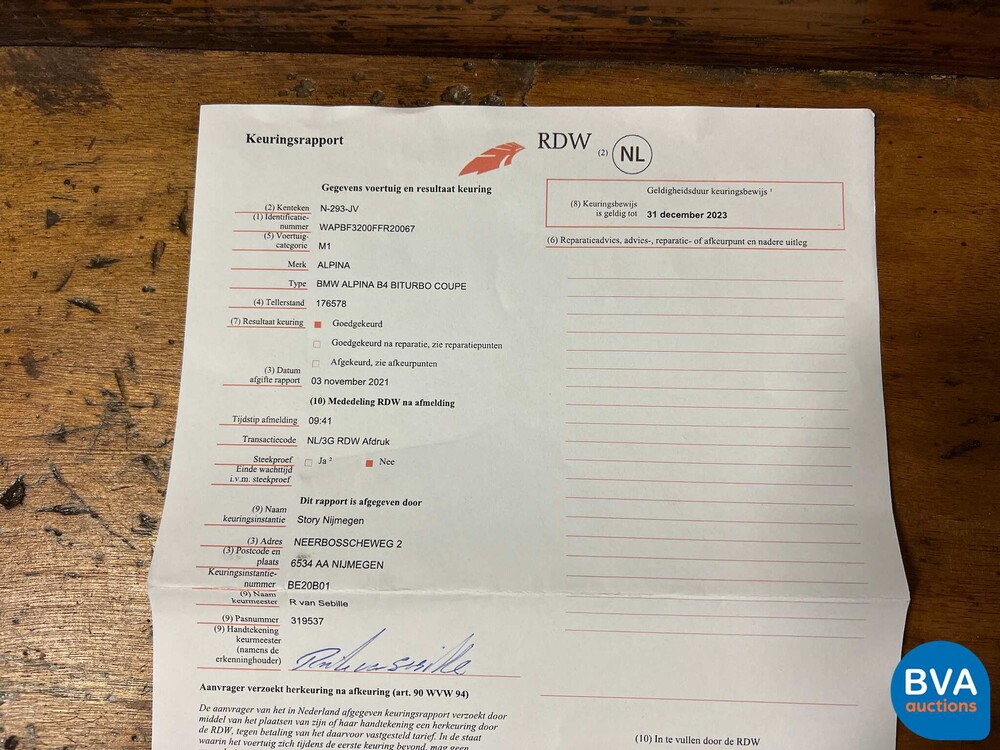 Keuringsrapport
RDW (2) NL
Gegevens voertuig en resultaat keuring
(2) Kenteken N-293-JV
(1) Identificatie-
nummer WAPBF3200FFR20067
(5) Voertuig-
categorie M1
Merk ALPINA
Type BMW ALPINA B4 BITURBO COUPE
(4) Tellerstand 176578
(7) Resultaat keuring Goedgekeurd
Goedgekeurd na reparatie, zie reparatiepunten
Afgekeurd, zie afkeurpunten
(3) Datum
afgifte rapport 03 november 2021
(10) Mededeling RDW na afmelding
Tijdstip afmelding 09:41
Transactiecode NL/3G RDW Afdruk
Steekproef Ja ² Nee
Einde wachttijd
i.v.m. steekproef
Dit rapport is afgegeven door
(9) Naam
keuringsinstantie Story Nijmegen
(3) Adres NEERBOSSCHEWEG 2
(3) Postcode en
plaats 6534 AA NIJMEGEN
Keuringsinstantie-
nummer BE20B01
(9) Naam
keurmeester R van Sebille
(9) Pasnummer 319537
(9) Handtekening
keurmeester
(namens de
erkenninghouder)
Aanvrager verzoekt herkeuring na afkeuring (art. 90 WVW 94)
De aanvrager van het in Nederland afgegeven keuringsrapport verzoekt door
middel van het plaatsen van zijn of haar handtekening een herkeuring door
de RDW, tegen betaling van het daarvoor vastgesteld tarief. In de staat
waarin het voertuig zich tijdens de eerste keuring bevond, mag geen
Geldigheidsduur keuringsbewijs ¹
(8) Keuringsbewijs
is geldig tot 31 december 2023
(6) Reparatieadvies, advies-, reparatie- of afkeurpunt en nadere uitleg
(10) In te vullen door de RDW
BVA
auctions